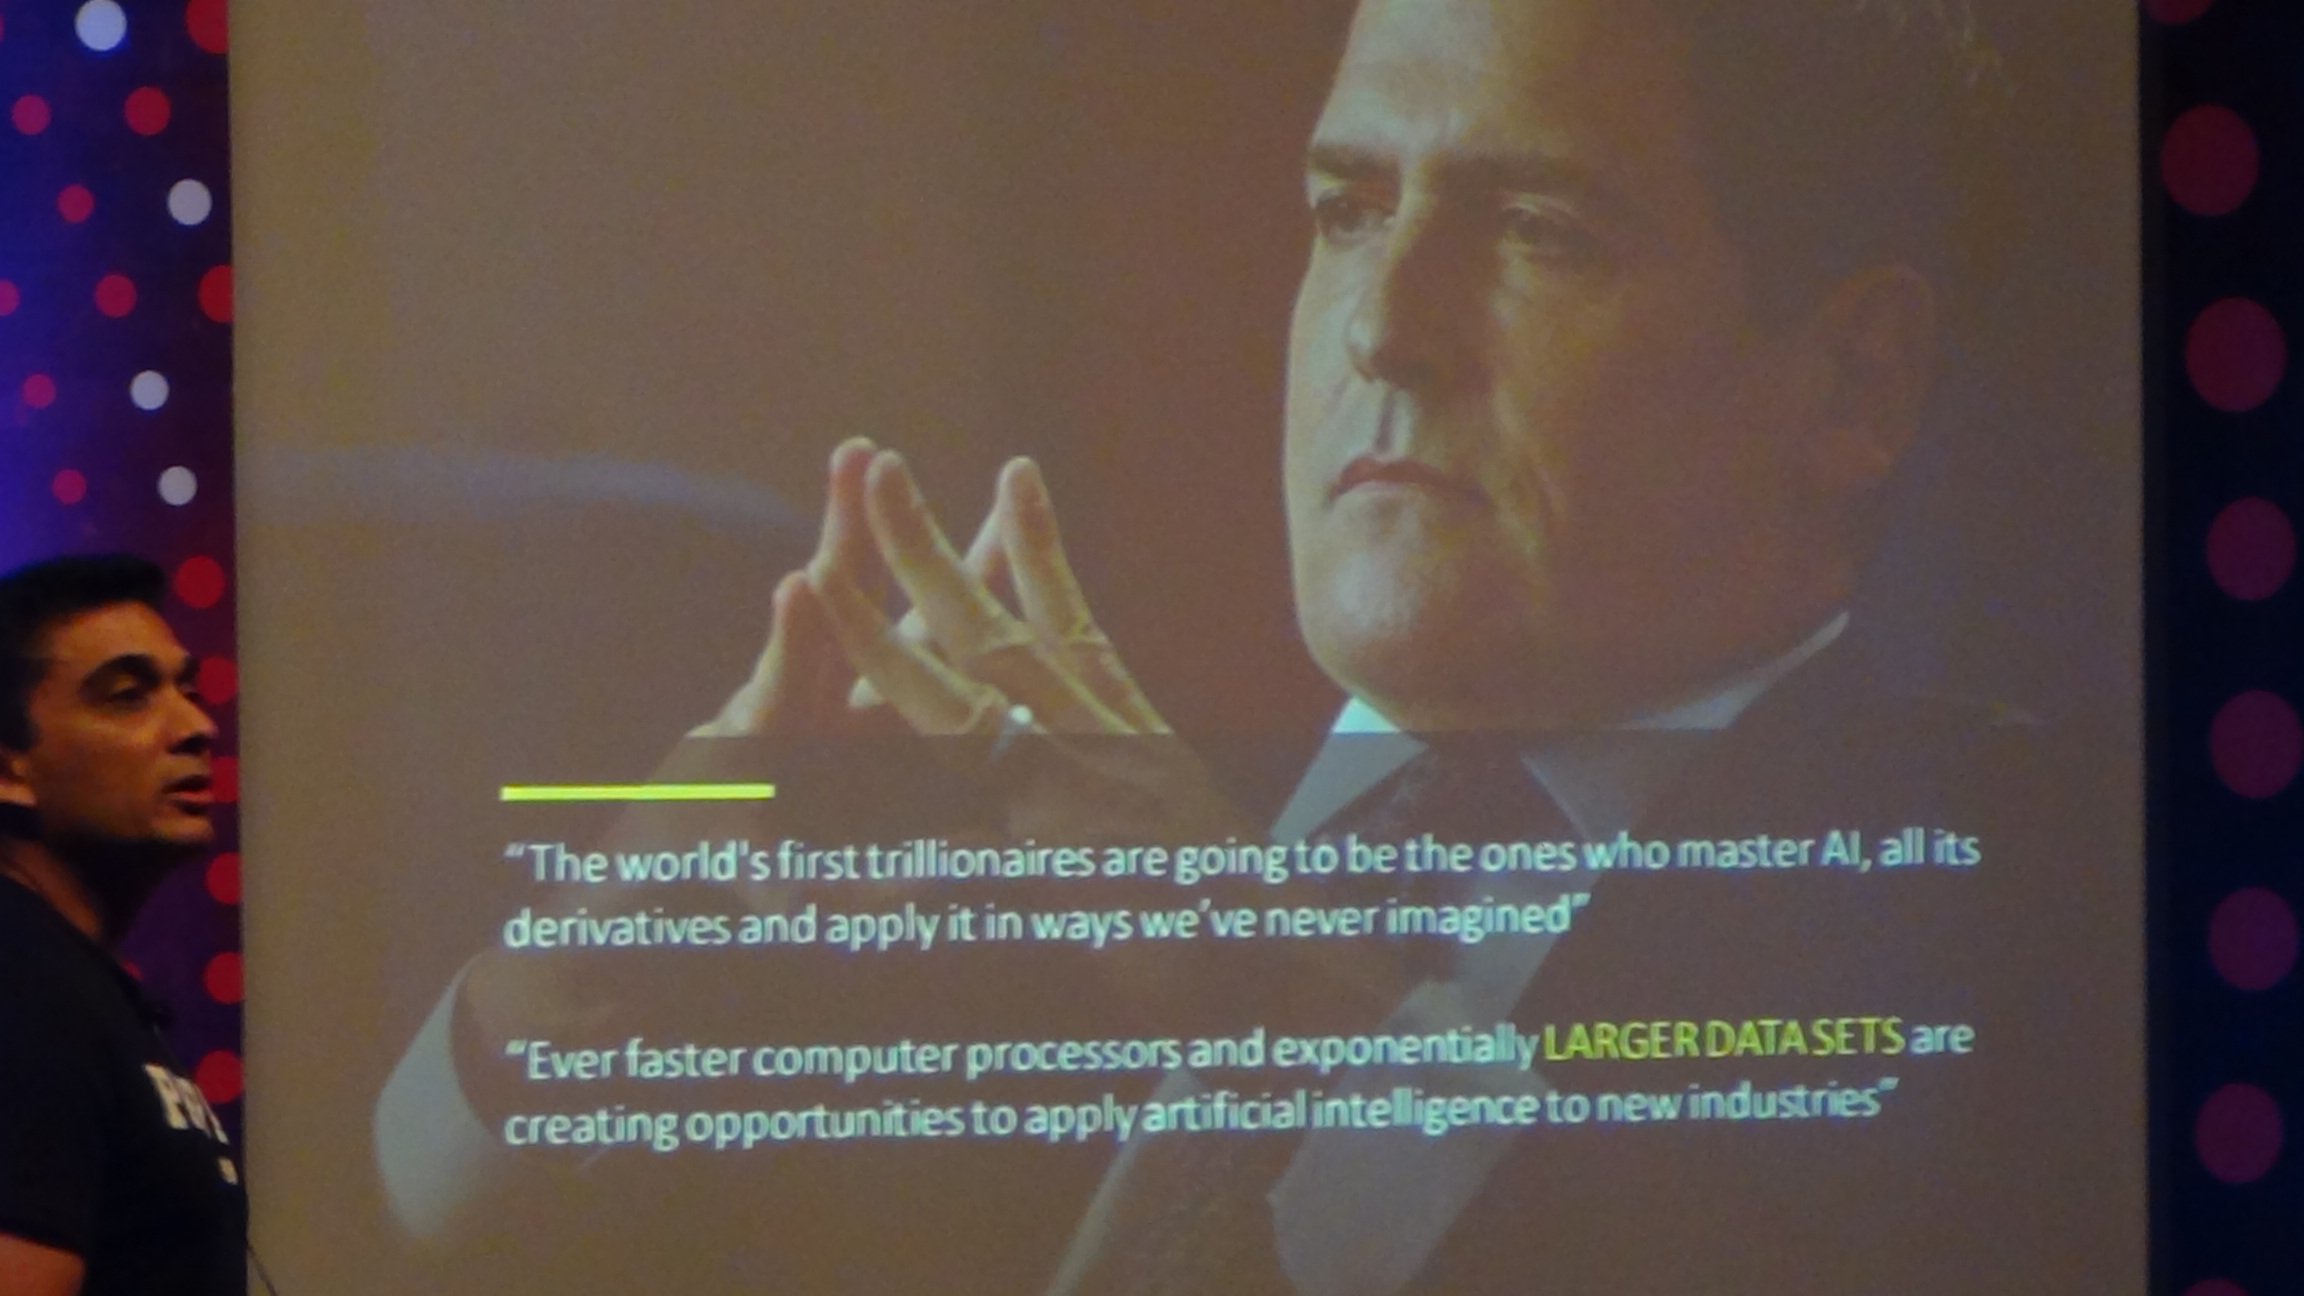 “The world's first trillionaires are going to be the ones who master AI, all its
derivatives and apply it in ways we’ve never imagined”
“Ever faster computer processors and exponentially LARGER DATA SETS are
creating opportunities to apply artificial intelligence to new industries”